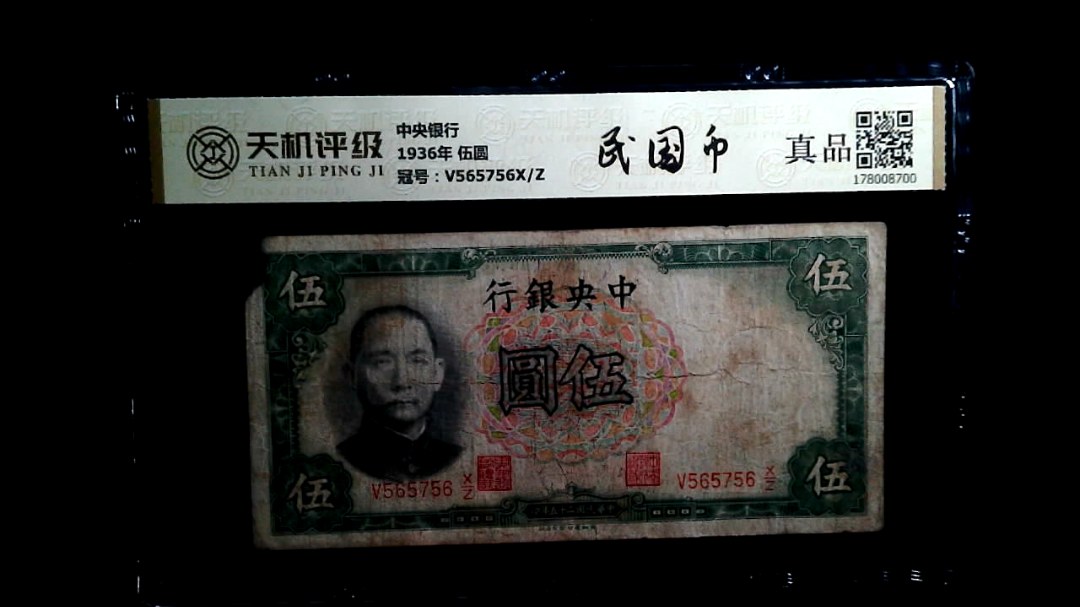 天机评级
TIAN JI PING JI
中央银行
1936年 伍圆
冠号：V565756X/Z
民国币
真品
178008700
伍
伍
行銀央中
圓伍
V565756 X/Z
V565756 X/Z
伍
伍